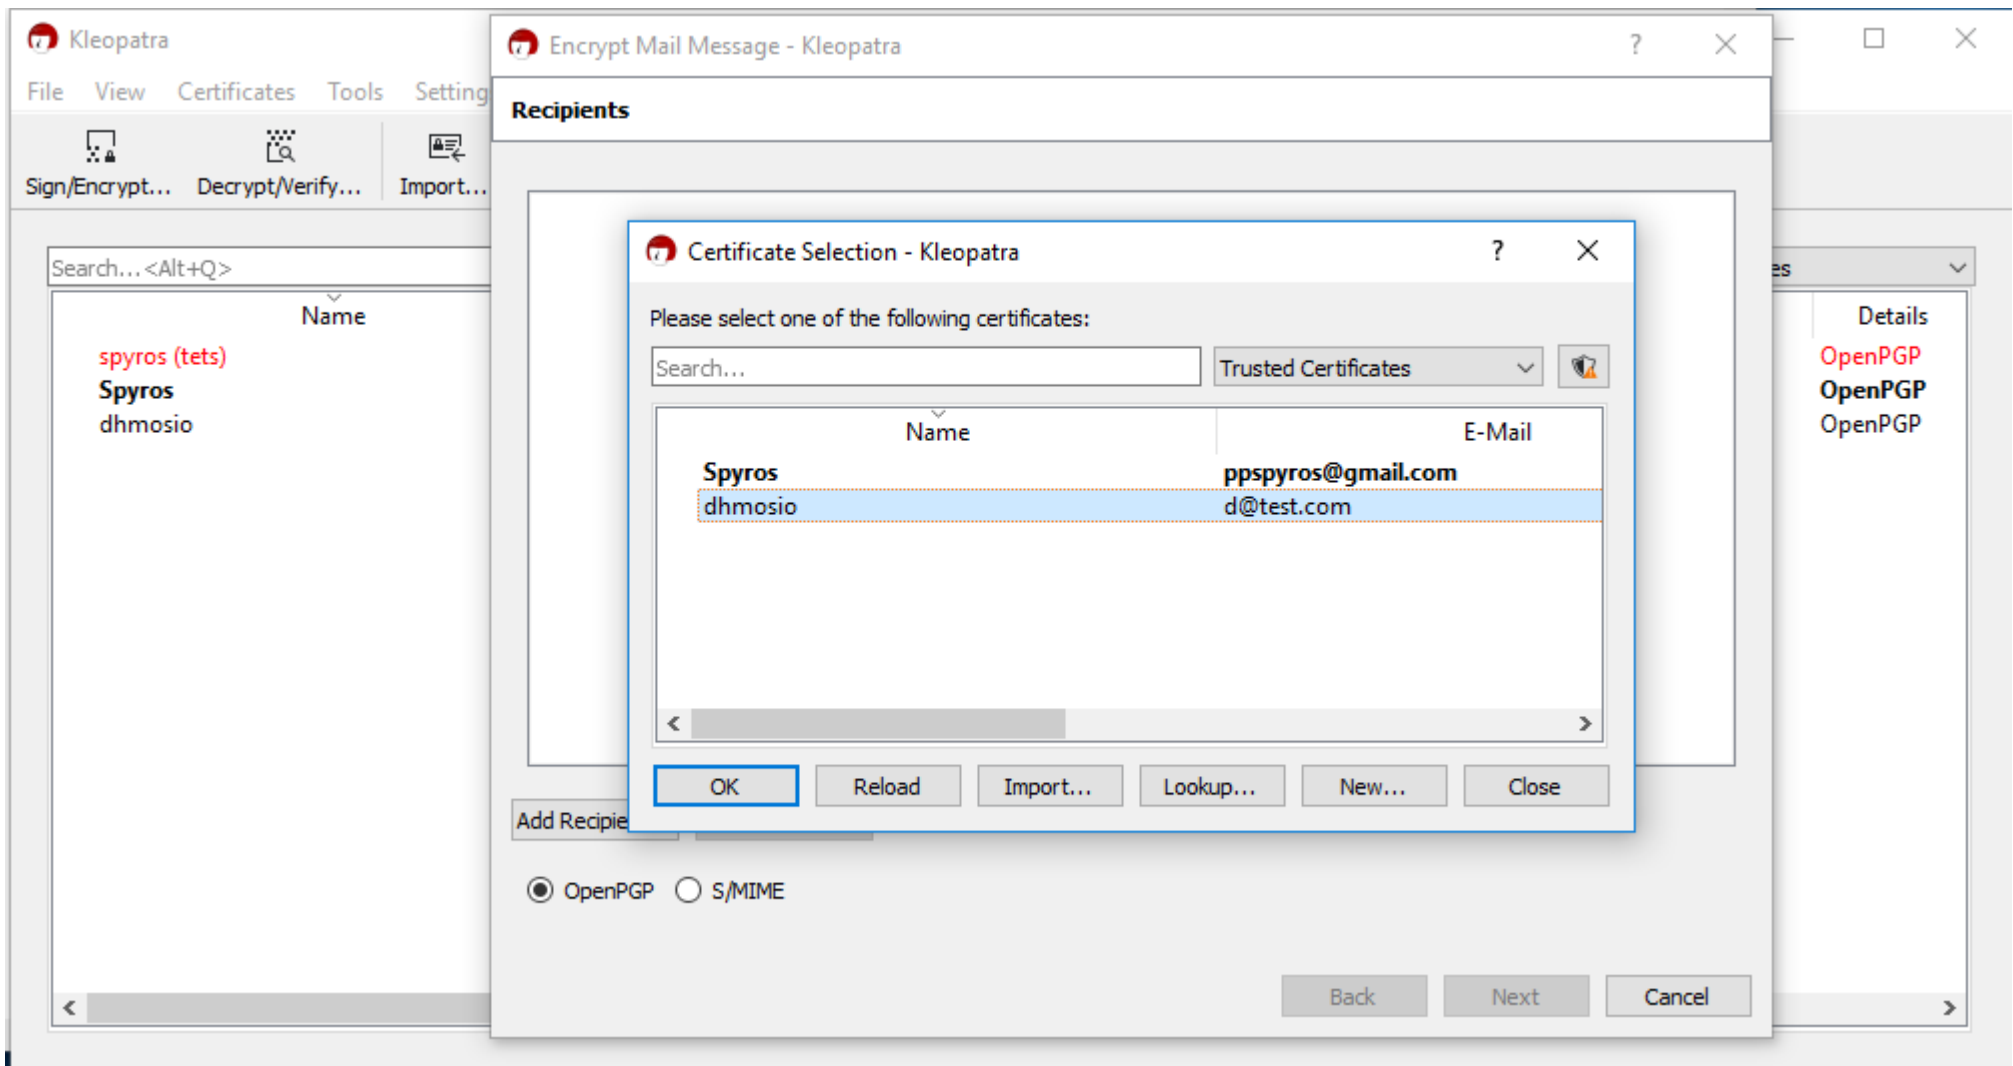 Kleopatra
File View Certificates Tools Setting
Sign/Encrypt... Decrypt/Verify... Import...
Search...<Alt+Q>
Name
spyros (tets)
Spyros
dhmosio
Encrypt Mail Message - Kleopatra ?
Recipients
Certificate Selection - Kleopatra ?
Please select one of the following certificates:
Search... Trusted Certificates
Name E-Mail
Spyros ppspyros@gmail.com
dhmosio d@test.com
OK Reload Import... Lookup... New... Close
Add Recipie
OpenPGP S/MIME
Back Next Cancel
es
Details
OpenPGP
OpenPGP
OpenPGP